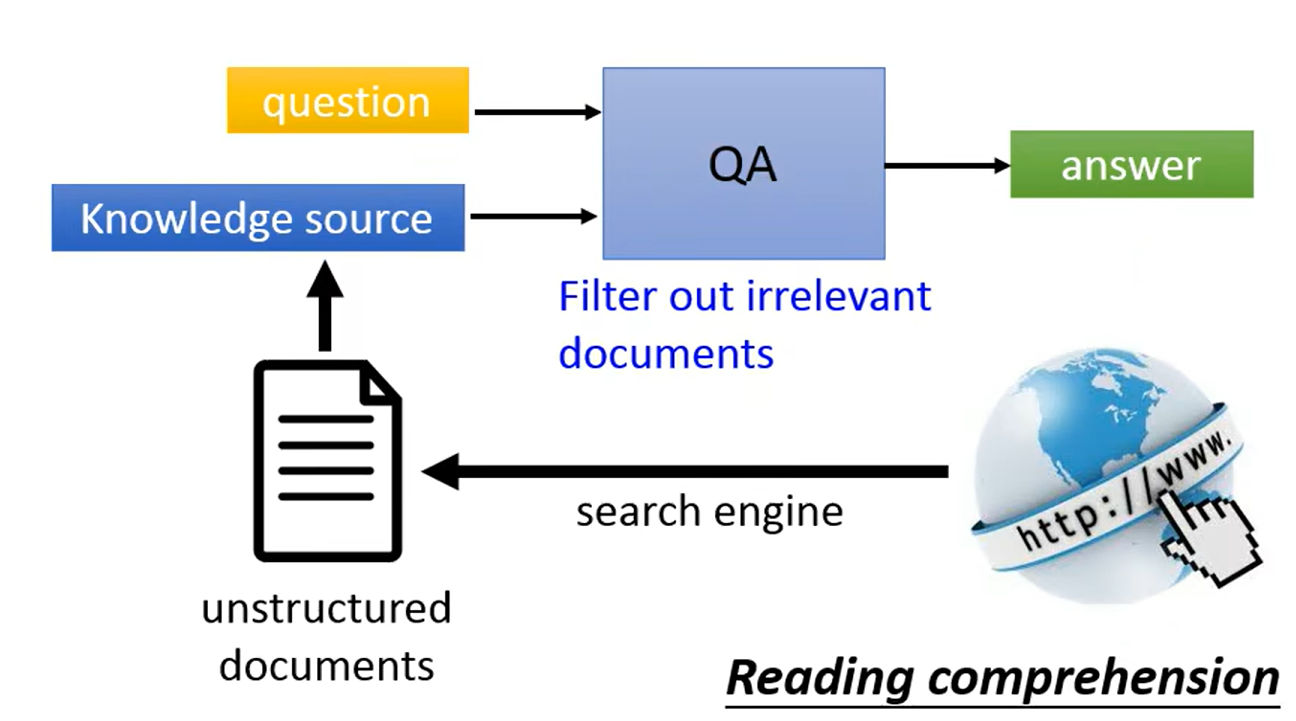 question
QA
answer
Knowledge source
Filter out irrelevant
documents
http://www.
search engine
unstructured
documents
Reading comprehension